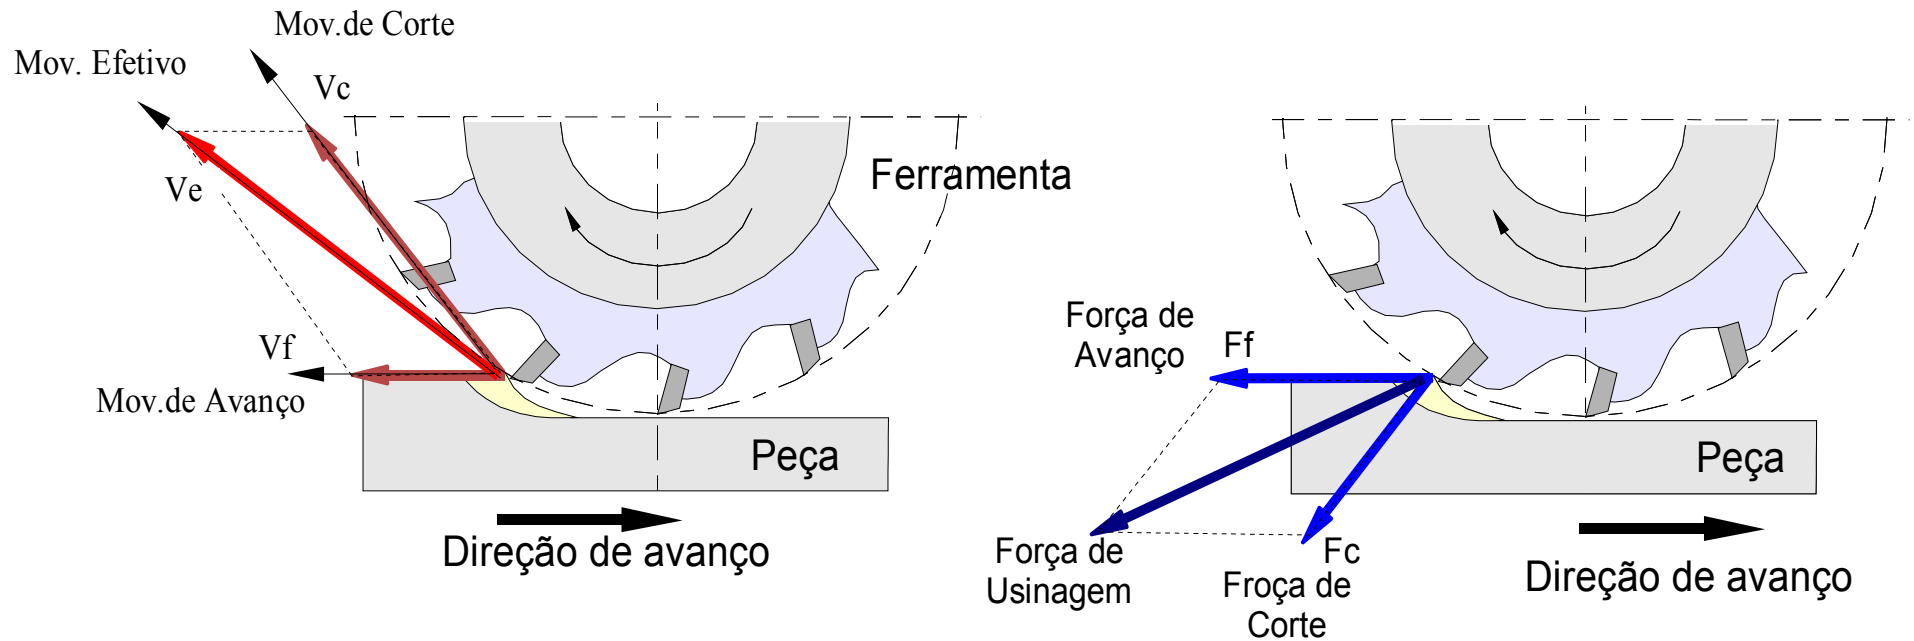 Mov.de Corte
Mov. Efetivo
Vc
Ve
Ferramenta
Vf
Mov.de Avanço
Peça
Direção de avanço
Força de
Avanço
Ff
Peça
Força de
Usinagem
Fc
Froça de
Corte
Direção de avanço